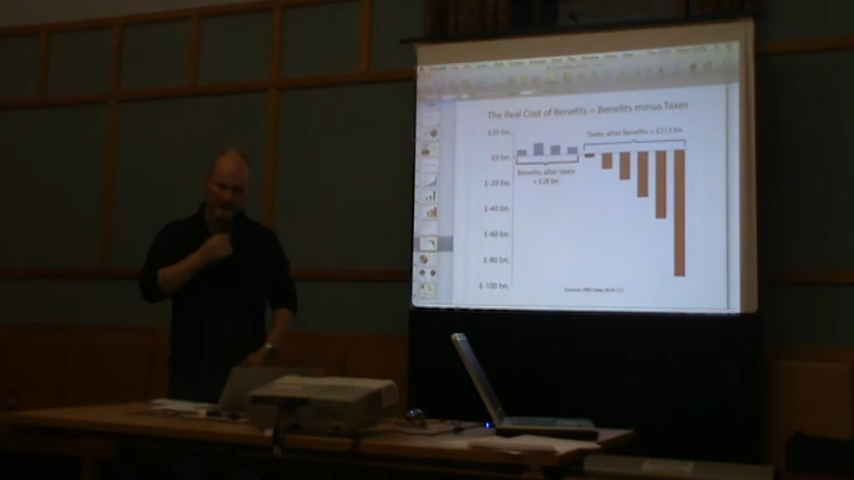 The Real Cost of Benefits = Benefits minus Taxes
£20 bn.
Taxes after Benefits = £213 bn
£0 bn.
Benefits, after taxes
= £28 bn
£-20 bn.
£-40 bn.
£-60 bn.
£-80 bn.
£-100 bn.